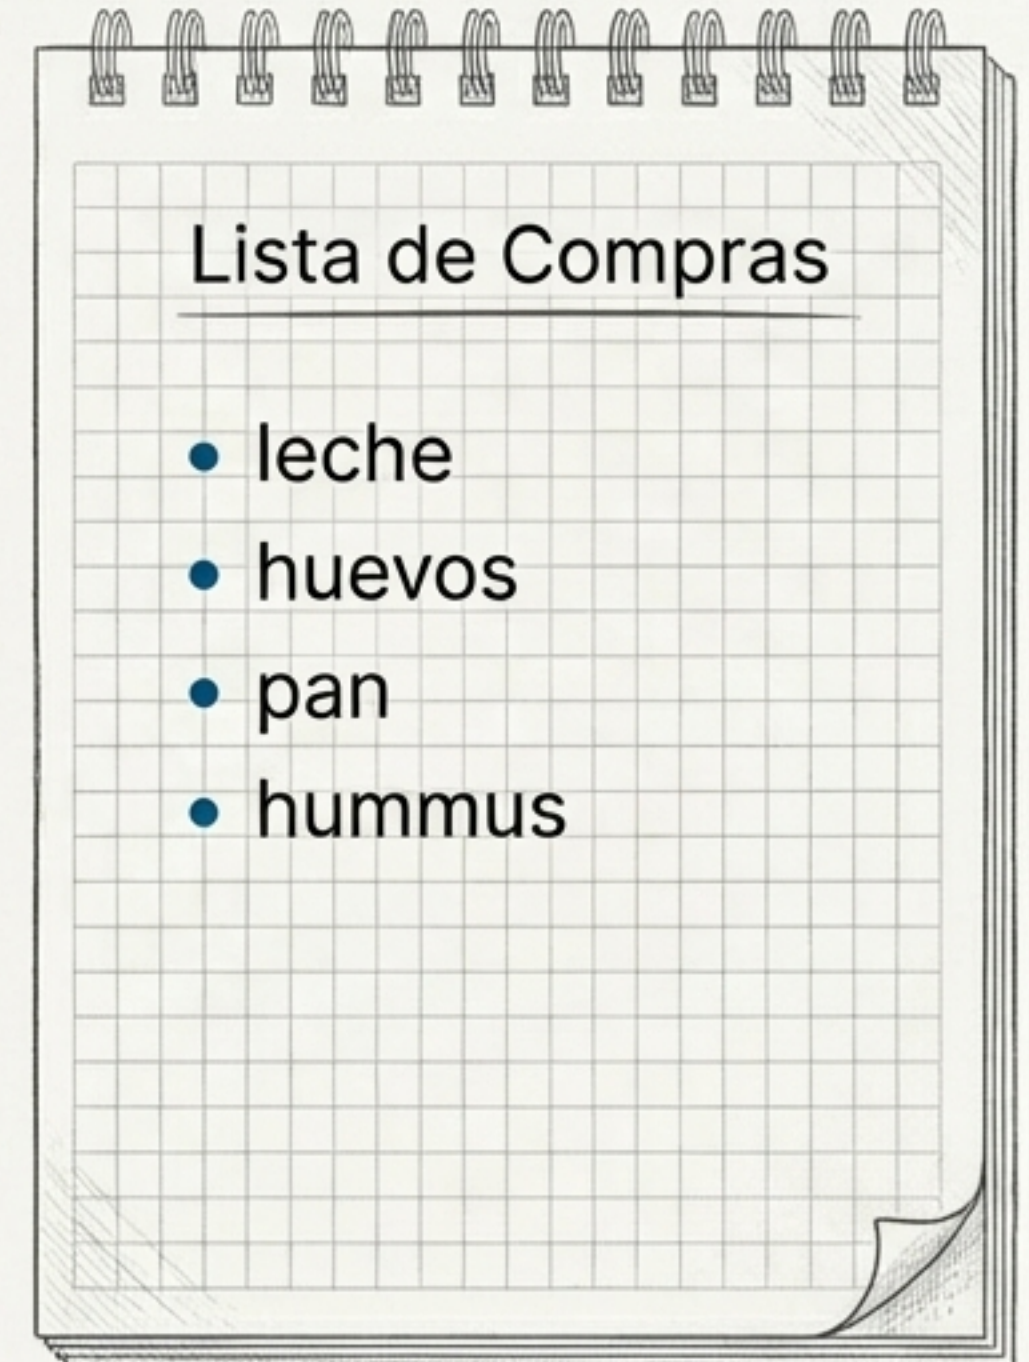 Lista de Compras
• leche
• huevos
• pan
• hummus